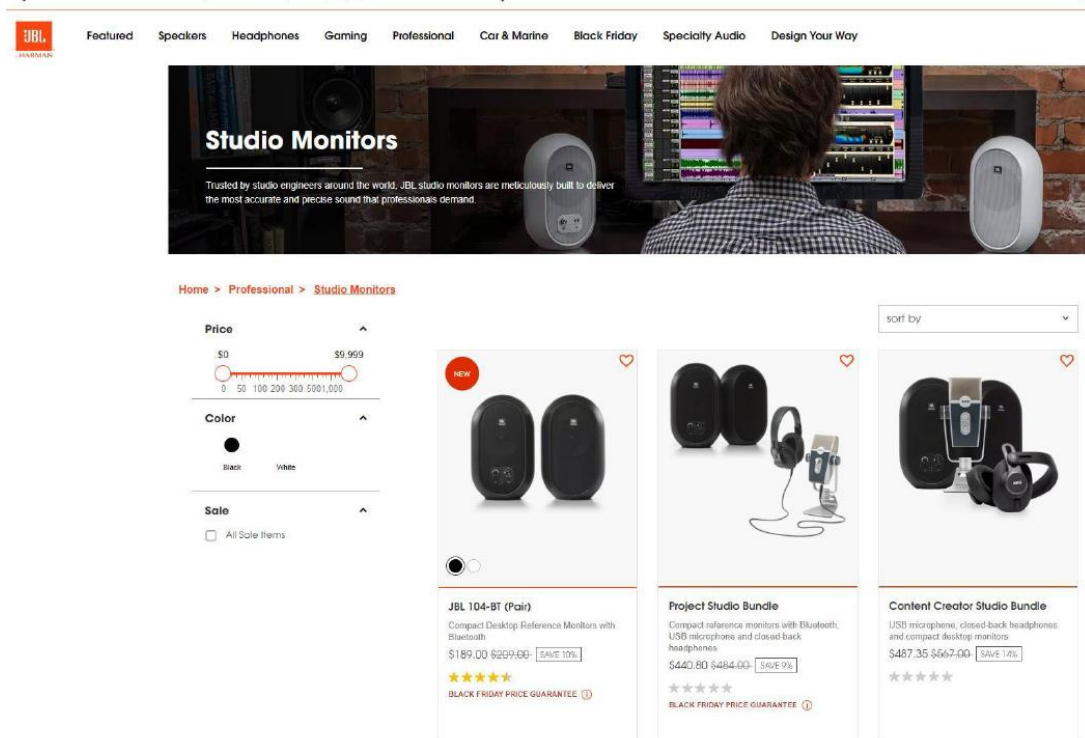 JBL
HARMAN
Featured Speakers Headphones Gaming Professional Car & Marine Black Friday Specialty Audio Design Your Way
Studio Monitors
Trusted by studio engineers around the world, JBL studio monitors are meticulously built to deliver
the most accurate and precise sound that professionals demand.
Home > Professional > Studio Monitors
sort by
Price
$0 $9,999
0 50 100 200 300 500 1,000
Color
Black White
Sale
All Sale Items
NEW
JBL 104-BT (Pair)
Compact Desktop Reference Monitors with
Bluetooth
$189.00 $209.00 SAVE 10%
BLACK FRIDAY PRICE GUARANTEE
Project Studio Bundle
Compact reference monitors with Bluetooth,
USB microphone and closed-back
headphones
$440.80 $484.00 SAVE 9%
BLACK FRIDAY PRICE GUARANTEE
Content Creator Studio Bundle
USB microphone, closed-back headphones
and compact desktop monitors
$487.35 $567.00 SAVE 14%